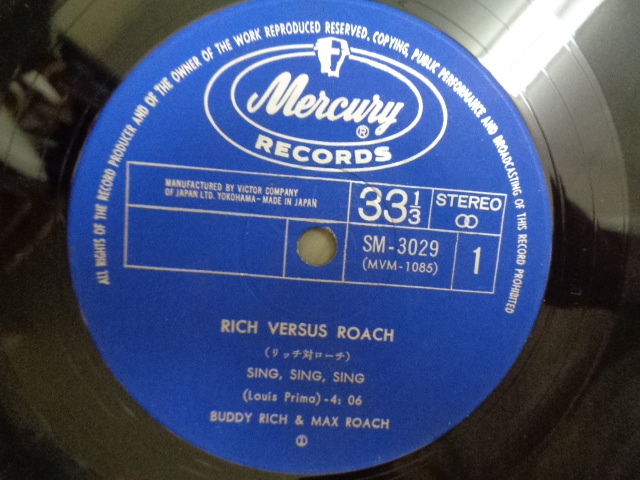 ALL RIGHTS OF THE RECORD PRODUCER AND OF THE OWNER OF THE WORK REPRODUCED RESERVED. COPYING, PUBLIC PERFORMANCE AND BROADCASTING OF THIS RECORD PROHIBITED
Mercury
®
RECORDS
MANUFACTURED BY VICTOR COMPANY
OF JAPAN LTD. YOKOHAMA-MADE IN JAPAN
33 1/3
STEREO
SM-3029
(MVM-1085)
1
RICH VERSUS ROACH
(リッチ対ローチ)
SING, SING, SING
(Louis Prima)-4: 06
BUDDY RICH & MAX ROACH